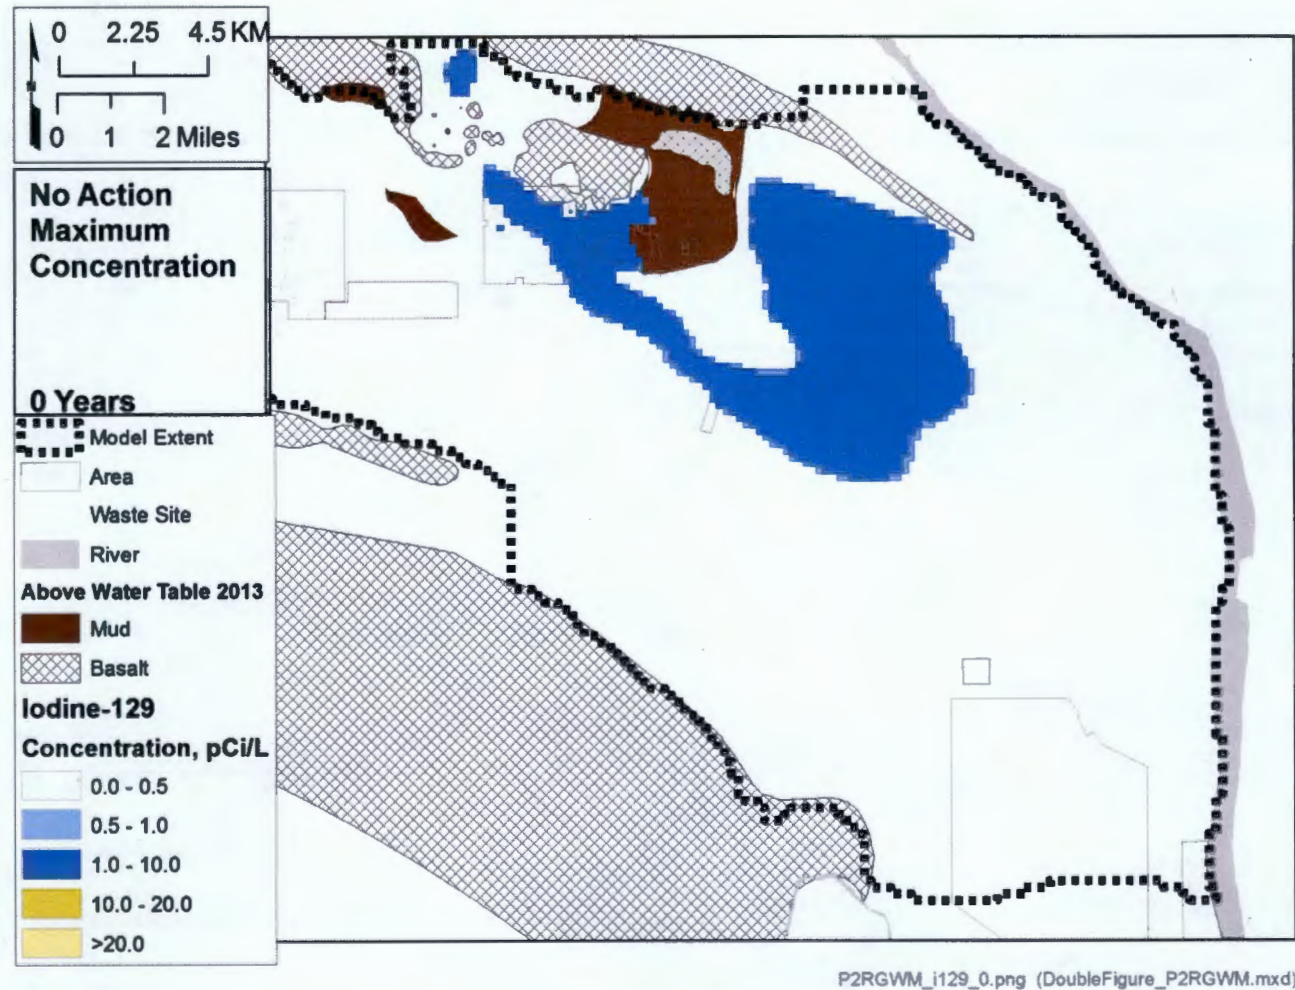 0 2.25 4.5 KM
0 1 2 Miles
No Action
Maximum
Concentration
0 Years
Model Extent
Area
Waste Site
River
Above Water Table 2013
Mud
Basalt
Iodine-129
Concentration, pCi/L
0.0 - 0.5
0.5 - 1.0
1.0 - 10.0
10.0 - 20.0
>20.0
P2RGWM_i129_0.png (DoubleFigure_P2RGWM.mxd)